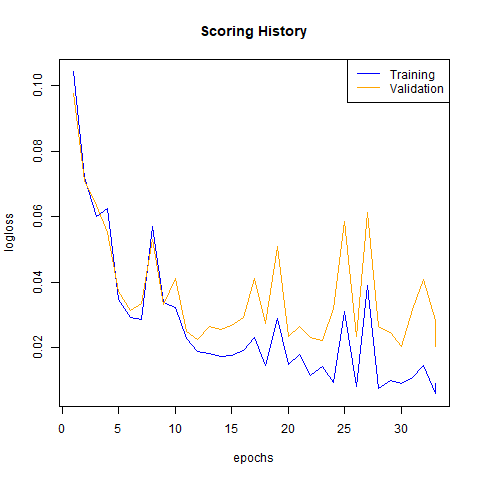 Scoring History
Training
Validation
logloss
0.10
0.08
0.06
0.04
0.02
0 5 10 15 20 25 30
epochs